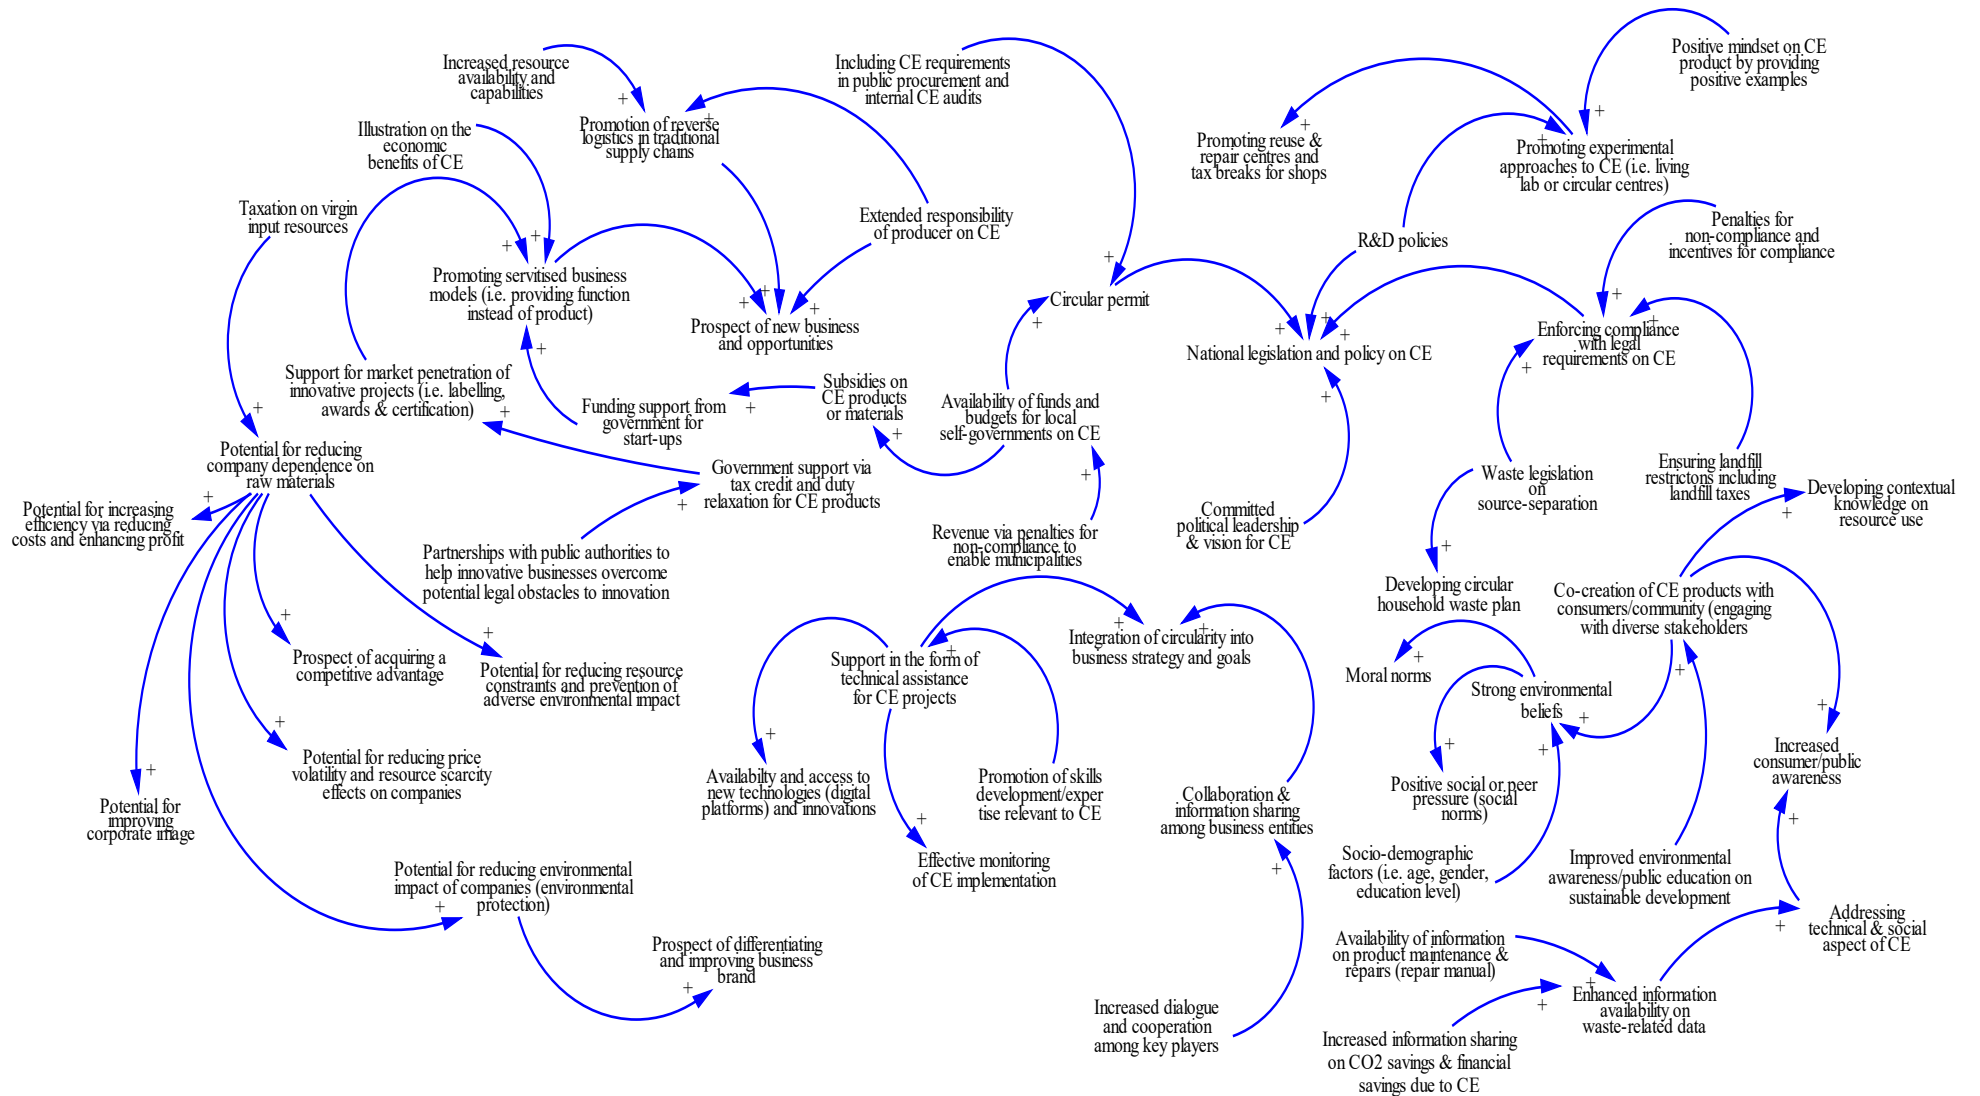 Increased resource
availability and
capabilities
Including CE requirements
in public procurement and
internal CE audits
Positive mindset on CE
product by providing
positive examples
Illustration on the
economic
benefits of CE
Promotion of reverse
logistics in traditional
supply chains
Promoting reuse &
repair centres and
tax breaks for shops
Promoting experimental
approaches to CE (i.e. living
lab or circular centres)
Taxation on virgin
input resources
Extended responsibility
of producer on CE
R&D policies
Penalties for
non-compliance and
incentives for compliance
Promoting servitised business
models (i.e. providing function
instead of product)
Prospect of new business
and opportunities
Circular permit
National legislation and policy on CE
Enforcing compliance
with legal
requirements on CE
Support for market penetration of
innovative projects (i.e. labelling,
awards & certification)
Funding support from
government for
start-ups
Subsidies on
CE products
or materials
Availability of funds and
budgets for local
self-governments on CE
Potential for reducing
company dependence on
raw materials
Government support via
tax credit and duty
relaxation for CE products
Waste legislation
on
source-separation
Ensuring landfill
restrictons including
landfill taxes
Developing contextual
knowledge on
resource use
Potential for increasing
efficiency via reducing
costs and enhancing profit
Partnerships with public authorities to
help innovative businesses overcome
potential legal obstacles to innovation
Revenue via penalties for
non-compliance to
enable municipalities
Committed
political leadership
& vision for CE
Developing circular
household waste plan
Co-creation of CE products with
consumers/community (engaging
with diverse stakeholders
Prospect of acquiring a
competitive advantage
Potential for reducing resource
constraints and prevention of
adverse environmental impact
Support in the form of
technical assistance
for CE projects
Integration of circularity into
business strategy and goals
Moral norms
Strong environmental
beliefs
Potential for reducing price
volatility and resource scarcity
effects on companies
Availabilty and access to
new technologies (digital
platforms) and innovations
Promotion of skills
development/exper
tise relevant to CE
Collaboration &
information sharing
among business entities
Positive social or peer
pressure (social
norms)
Increased
consumer/public
awareness
Potential for
improving
corporate image
Potential for reducing environmental
impact of companies (environmental
protection)
Effective monitoring
of CE implementation
Socio-demographic
factors (i.e. age, gender,
education level)
Improved environmental
awareness/public education on
sustainable development
Addressing
technical & social
aspect of CE
Prospect of differentiating
and improving business
brand
Availability of information
on product maintenance &
repairs (repair manual)
Enhanced information
availability on
waste-related data
Increased dialogue
and cooperation
among key players
Increased information sharing
on CO2 savings & financial
savings due to CE